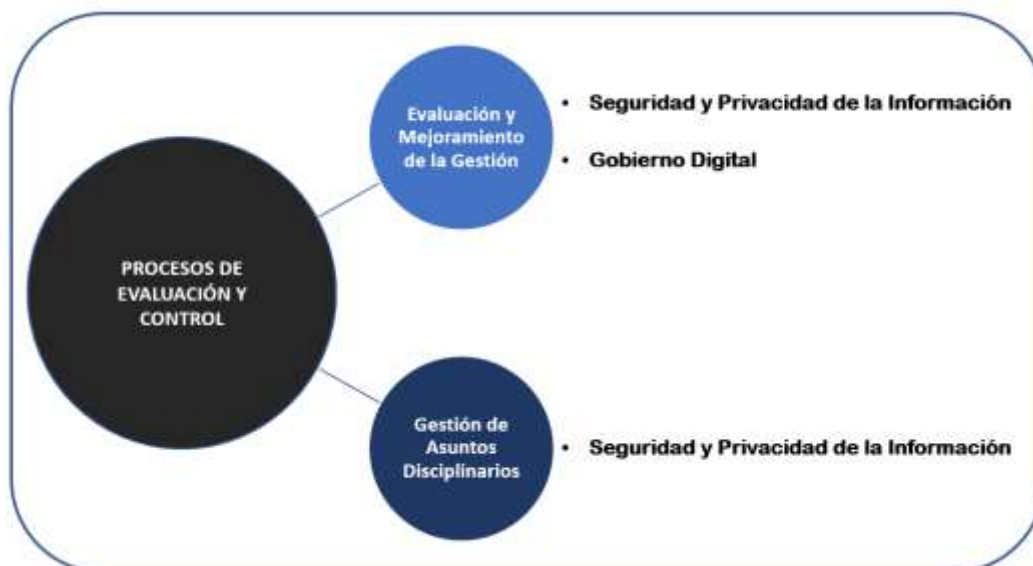 Evaluación y
Mejoramiento
de la Gestión
• Seguridad y Privacidad de la Información
• Gobierno Digital
PROCESOS DE
EVALUACIÓN Y
CONTROL
Gestión de
Asuntos
Disciplinarios
• Seguridad y Privacidad de la Información